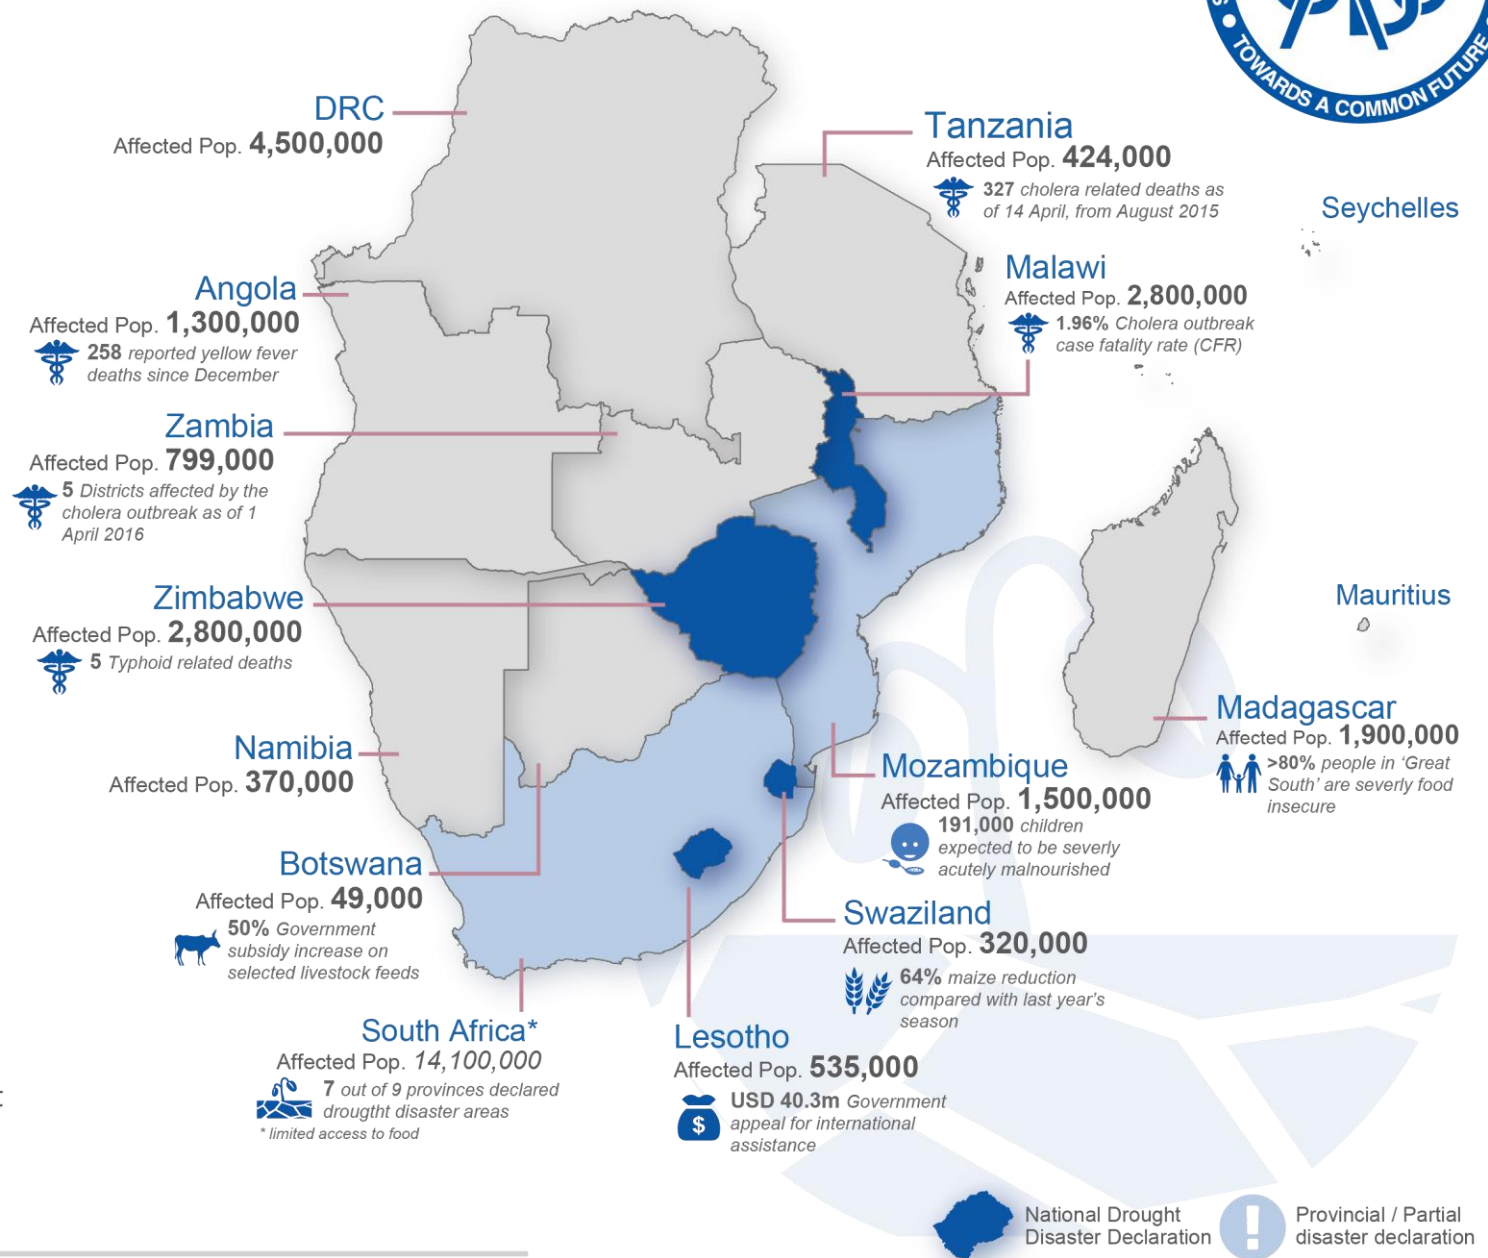 TOWARDS A COMMON FUTURE
DRC
Affected Pop. 4,500,000
Tanzania
Affected Pop. 424,000
327 cholera related deaths as
of 14 April, from August 2015
Seychelles
Malawi
Affected Pop. 2,800,000
1.96% Cholera outbreak
case fatality rate (CFR)
Angola
Affected Pop. 1,300,000
258 reported yellow fever
deaths since December
Zambia
Affected Pop. 799,000
5 Districts affected by the
cholera outbreak as of 1
April 2016
Zimbabwe
Affected Pop. 2,800,000
5 Typhoid related deaths
Mauritius
Madagascar
Affected Pop. 1,900,000
>80% people in ‘Great
South’ are severly food
insecure
Namibia
Affected Pop. 370,000
Mozambique
Affected Pop. 1,500,000
191,000 children
expected to be severly
acutely malnourished
Botswana
Affected Pop. 49,000
50% Government
subsidy increase on
selected livestock feeds
Swaziland
Affected Pop. 320,000
64% maize reduction
compared with last year's
season
South Africa*
Affected Pop. 14,100,000
7 out of 9 provinces declared
drougtht disaster areas
* limited access to food
Lesotho
Affected Pop. 535,000
USD 40.3m Government
appeal for international
assistance
$
National Drought
Disaster Declaration
!
Provincial / Partial
disaster declaration